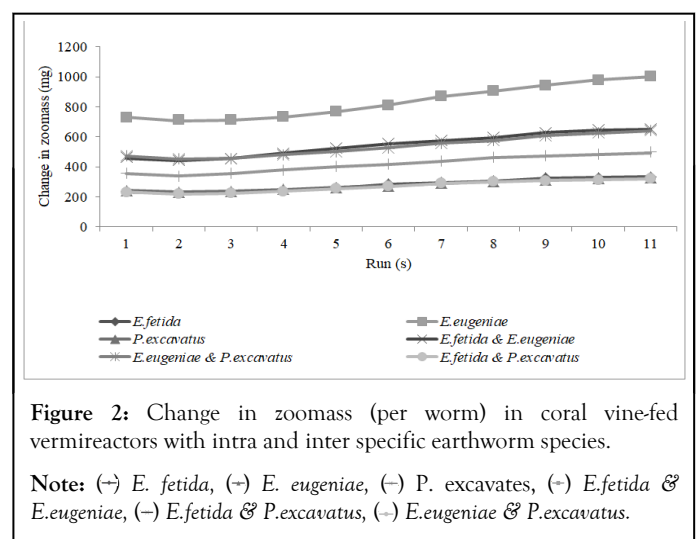 1200
1000
800
600
400
200
0
Change in zoomass (mg)
1 2 3 4 5 6 7 8 9 10 11
Run (s)
E.fetida E.eugeniae
P.excavatus E.fetida & E.eugeniae
E.eugeniae & P.excavatus E.fetida & P.excavatus
Figure 2: Change in zoomass (per worm) in coral vine-fed
vermireactors with intra and inter specific earthworm species.
Note: (+) E. fetida, (+) E. eugeniae, (+) P. excavates, (+) E.fetida &
E.eugeniae, (−) E.fetida & P.excavatus, (−) E.eugeniae & P.excavatus.